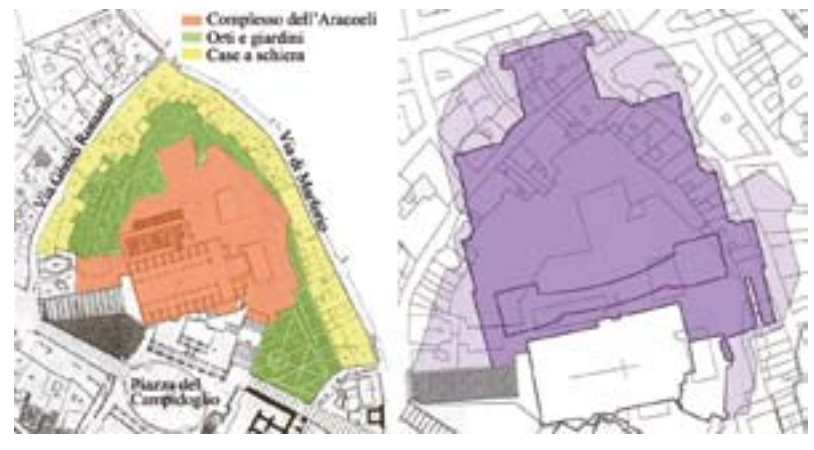 Complesso dell'Aracoeli
Orti e giardini
Case a schiera
Via Giulio Romano
Via di Marforio
Piazza del
Campidoglio